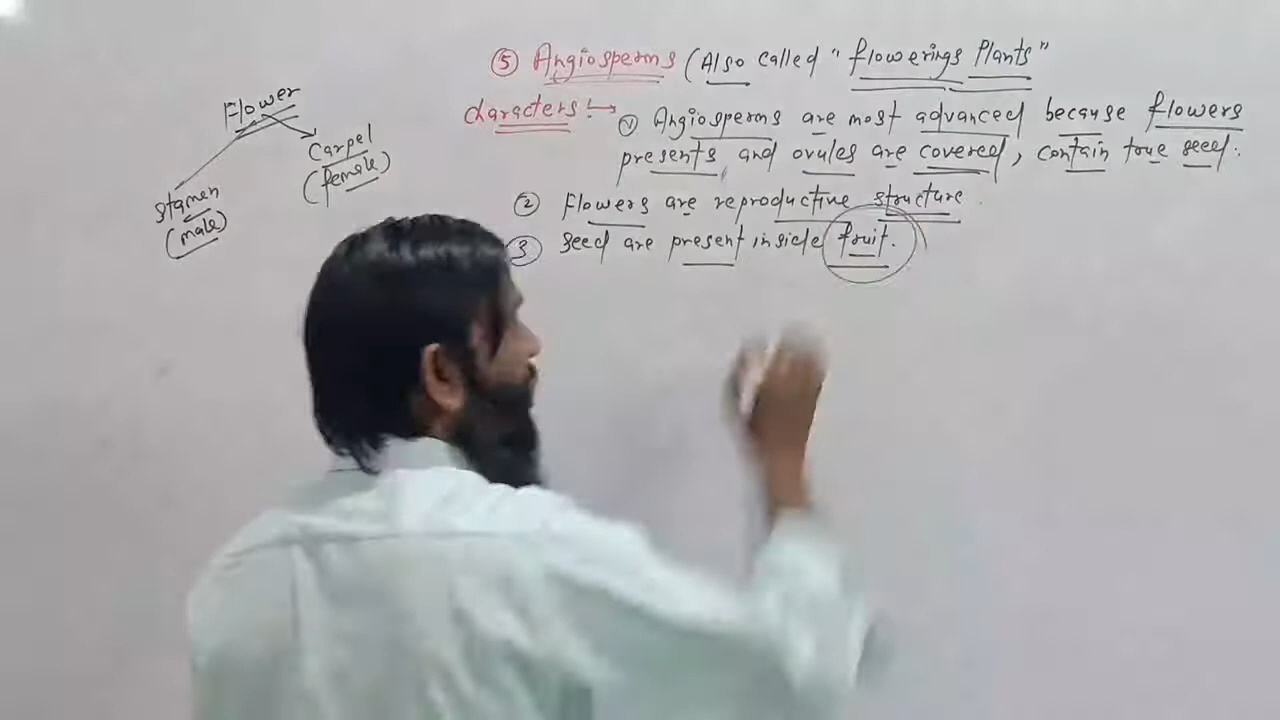 ⑤ Angiosperms (Also called "flowerings Plants"
characters :→ ① Angiosperms are most advanced because flowers
presents, and ovules are covered, contain true seed.
② Flowers are reproductive structure.
③ seed are present inside fruit.
Flower
Carpel
(female)
stamen
(male)